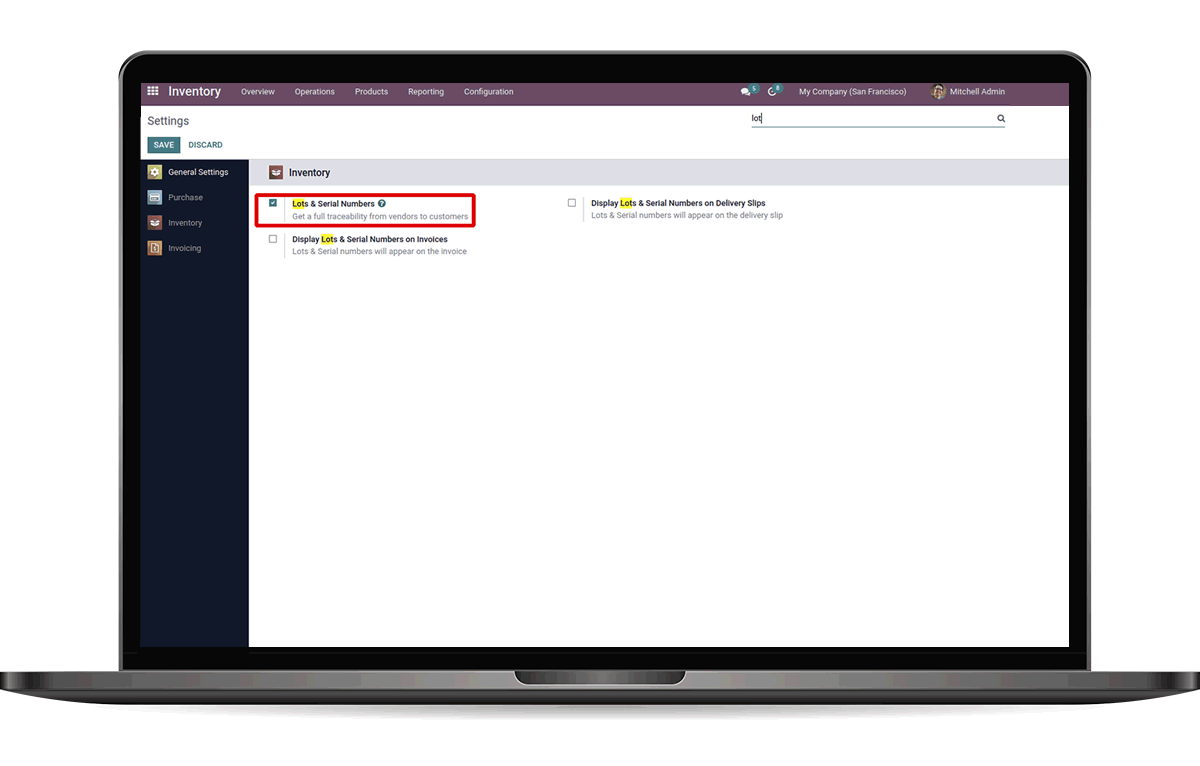 Inventory Overview Operations Products Reporting Configuration 5 8 My Company (San Francisco) Mitchell Admin
Settings lot
SAVE DISCARD
General Settings
Purchase
Inventory
Invoicing
Inventory
Lots & Serial Numbers ?
Get a full traceability from vendors to customers
Display Lots & Serial Numbers on Delivery Slips
Lots & Serial numbers will appear on the delivery slip
Display Lots & Serial Numbers on Invoices
Lots & Serial numbers will appear on the invoice